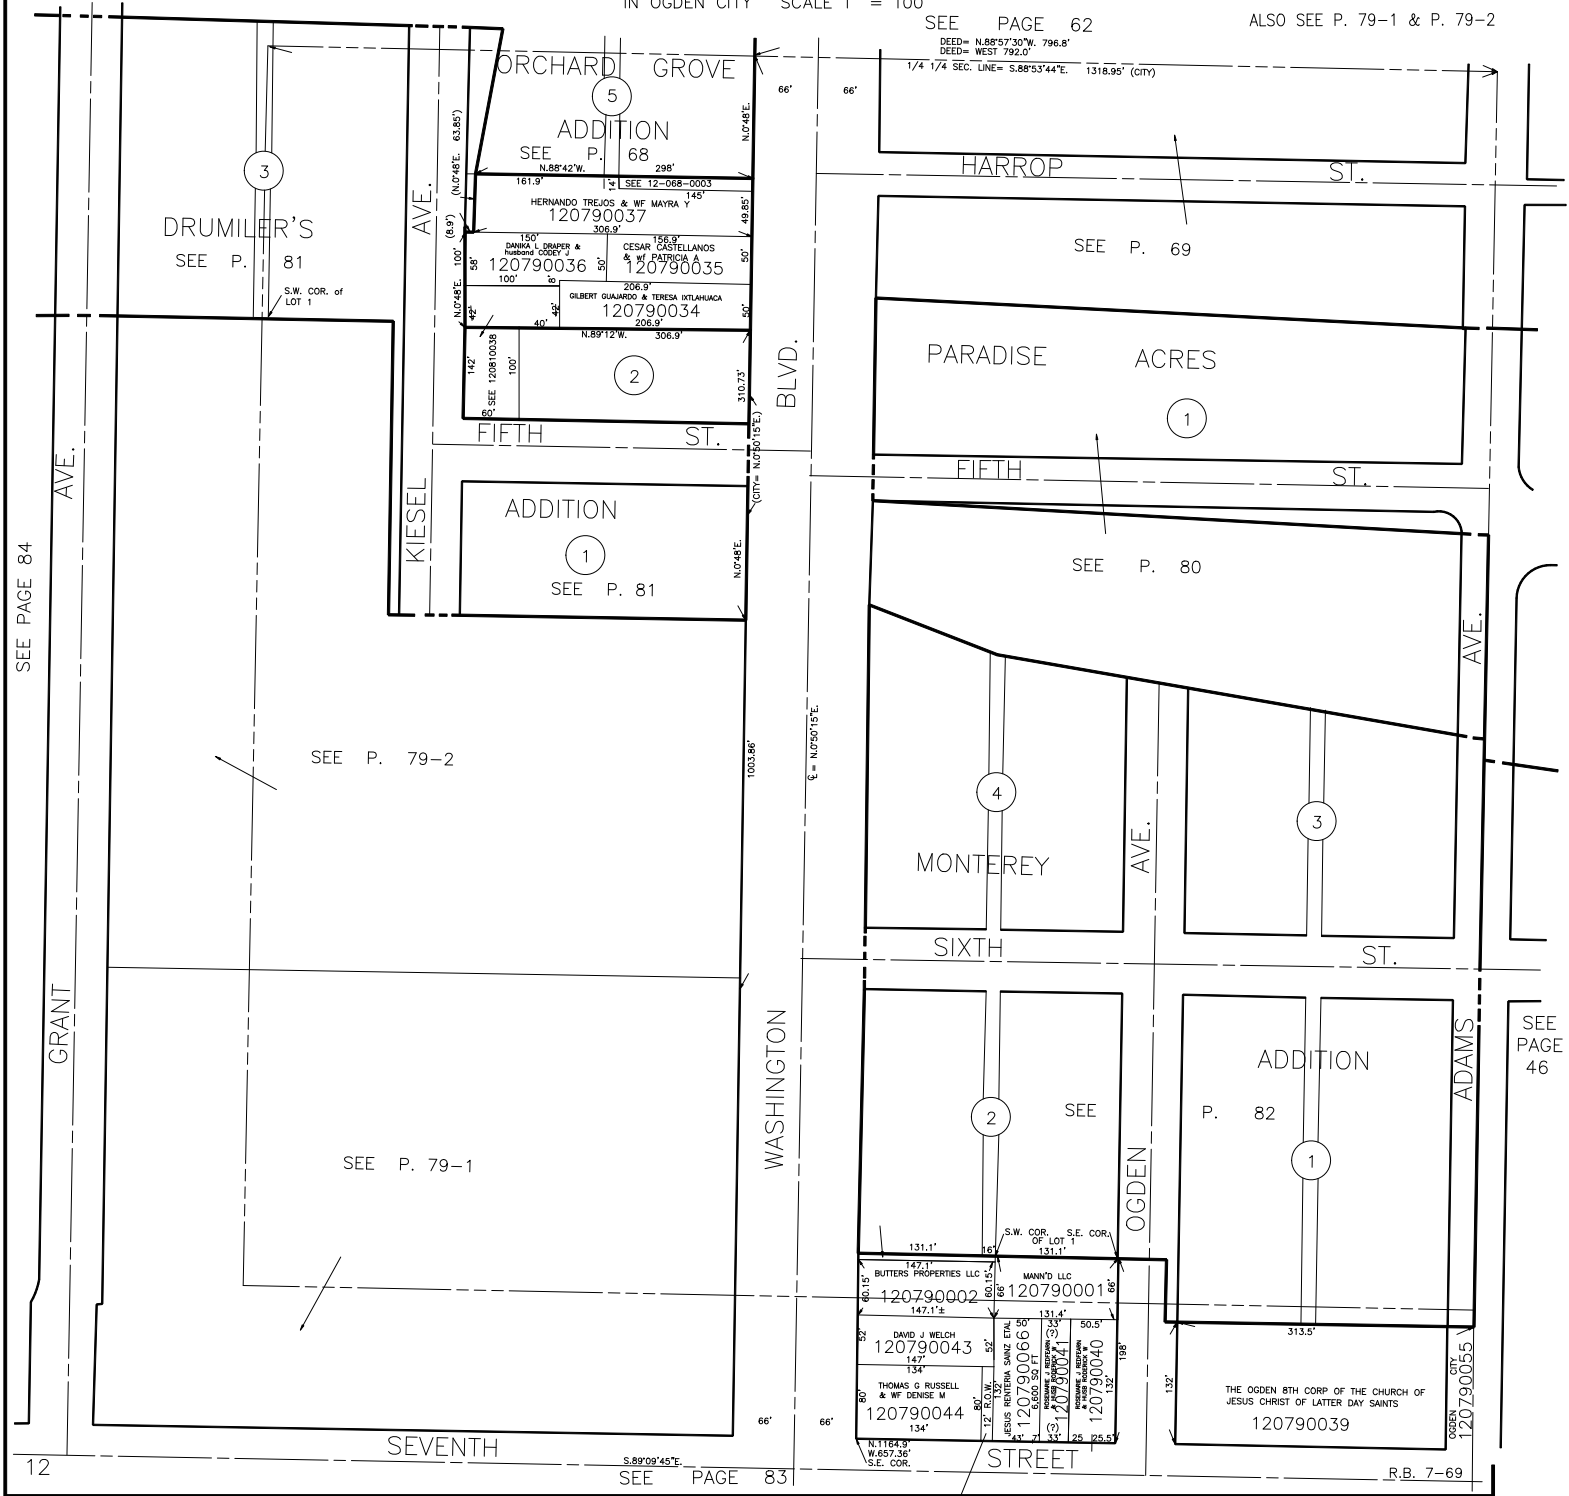 IN OGDEN CITY SCALE 1" = 100'
SEE PAGE 62
ALSO SEE P. 79-1 & P. 79-2
DEED= N.88°57'30"W. 796.8'
DEED= WEST 792.0'
1/4 1/4 SEC. LINE= S.88°53'44"E. 1318.95' (CITY)
66'
66'
ORCHARD GROVE
5
ADDITION
SEE P. 68
N.88°42'W. 298'
N.0°48'E.
(N.0°48'E. 63.85')
(8.9')
161.9'
14'
SEE 12-068-0003
145'
HERNANDO TREJOS & WF MAYRA Y
120790037
49.85'
306.9'
150'
156.9'
DANIKA L DRAPER &
husband CODEY J
120790036
CESAR CASTELLANOS
& wf PATRICIA A
120790035
50'
50'
58'
N.0°48'E. 100'
100'
8'
206.9'
GILBERT GUAJARDO & TERESA IXTLAHUACA
120790034
42'
42'
50'
40'
206.9'
N.89°12'W. 306.9'
SEE 120810038
142'
100'
60'
2
310.73'
(CITY= N.0°50'15"E.)
3
DRUMILER'S
SEE P. 81
S.W. COR. of
LOT 1
HARROP ST.
SEE P. 69
PARADISE ACRES
1
FIFTH ST.
FIFTH ST.
ADDITION
1
SEE P. 81
N.0°48'E.
KIESEL AVE.
SEE P. 80
SEE PAGE 84
GRANT AVE.
SEE P. 79-2
1003.86'
℄ = N.0°50'15"E.
WASHINGTON BLVD.
4
3
MONTEREY
OGDEN AVE.
ADAMS AVE.
SIXTH ST.
SEE
PAGE
46
ADDITION
2
SEE P. 82
1
SEE P. 79-1
S.W. COR. S.E. COR.
OF LOT 1
131.1'
16'
131.1'
147.1'
BUTTERS PROPERTIES LLC
120790002
60.15'
60.15'
147.1'±
MANN'D LLC
120790001
66'
66'
131.4'
DAVID J WELCH
120790043
52'
52'
147'
134'
THOMAS G RUSSELL
& WF DENISE M
120790044
80'
80'
134'
12' R.O.W.
132'
JESUS RENTERIA SAINZ ETAL
120790066
6,600 SQ FT
50'
43'
7'
33'
(?)
ROSEMARIE J REDFEARN
& HUSB RODERICK W
120790041
(?)
33'
50.5'
ROSEMARIE J REDFEARN
& HUSB RODERICK W
120790040
132'
25
25.5'
198'
313.5'
132'
THE OGDEN 8TH CORP OF THE CHURCH OF
JESUS CHRIST OF LATTER DAY SAINTS
120790039
OGDEN CITY
120790055
66'
66'
N.1164.9'
W.657.36'
S.E. COR.
SEVENTH STREET
S.89°09'45"E.
SEE PAGE 83
R.B. 7-69
12